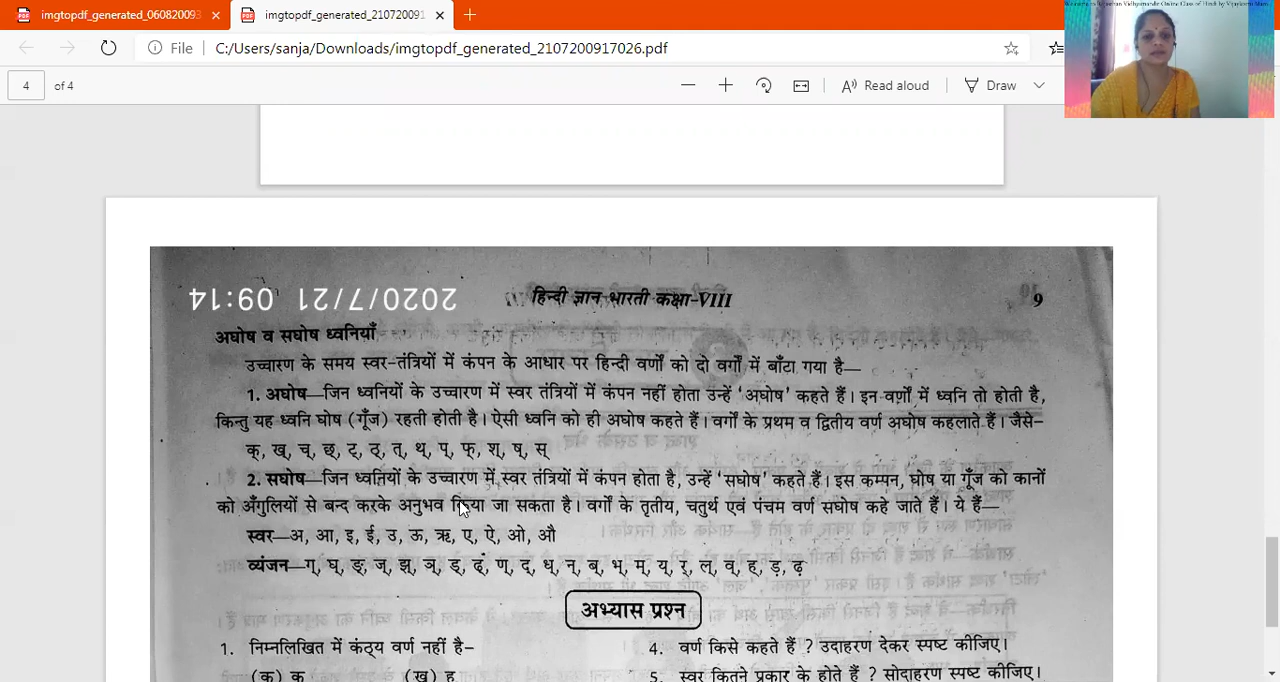 imgtopdf_generated_06082009
imgtopdf_generated_210720091
File
C:/Users/sanja/Downloads/imgtopdf_generated_2107200917026.pdf
4 of 4
Read aloud
Draw
2020/7/21 09:14
हिन्दी ज्ञान भारती कक्षा-VIII
9
अघोष व सघोष ध्वनियाँ
उच्चारण के समय स्वर-तंत्रियों में कंपन के आधार पर हिन्दी वर्णों को दो वर्गों में बाँटा गया है—
1. अघोष—जिन ध्वनियों के उच्चारण में स्वर तंत्रियों में कंपन नहीं होता उन्हें 'अघोष' कहते हैं। इन वर्णों में ध्वनि तो होती है,
किन्तु यह ध्वनि घोष (गूँज) रहती होती है। ऐसी ध्वनि को ही अघोष कहते हैं। वर्गों के प्रथम व द्वितीय वर्ण अघोष कहलाते हैं। जैसे—
क्, ख्, च्, छ्, ट्, ठ्, त्, थ्, प्, फ्, श्, ष्, स्
2. सघोष—जिन ध्वनियों के उच्चारण में स्वर तंत्रियों में कंपन होता है, उन्हें 'सघोष' कहते हैं। इस कम्पन, घोष या गूँज को कानों
को अँगुलियों से बन्द करके अनुभव किया जा सकता है। वर्गों के तृतीय, चतुर्थ एवं पंचम वर्ण सघोष कहे जाते हैं। ये हैं—
स्वर—अ, आ, इ, ई, उ, ऊ, ऋ, ए, ऐ, ओ, औ
व्यंजन—ग्, घ्, ङ्, ज्, झ्, ञ्, ड्, ढ्, ण्, द्, ध्, न्, ब्, भ्, म्, य्, र्, ल्, व्, ह्, ड़, ढ़
अभ्यास प्रश्न
1. निम्नलिखित में कंठ्य वर्ण नहीं है—
(क) क
(ख) ह
4. वर्ण किसे कहते हैं ? उदाहरण देकर स्पष्ट कीजिए।
5. स्वर कितने प्रकार के होते हैं ? सोदाहरण स्पष्ट कीजिए।